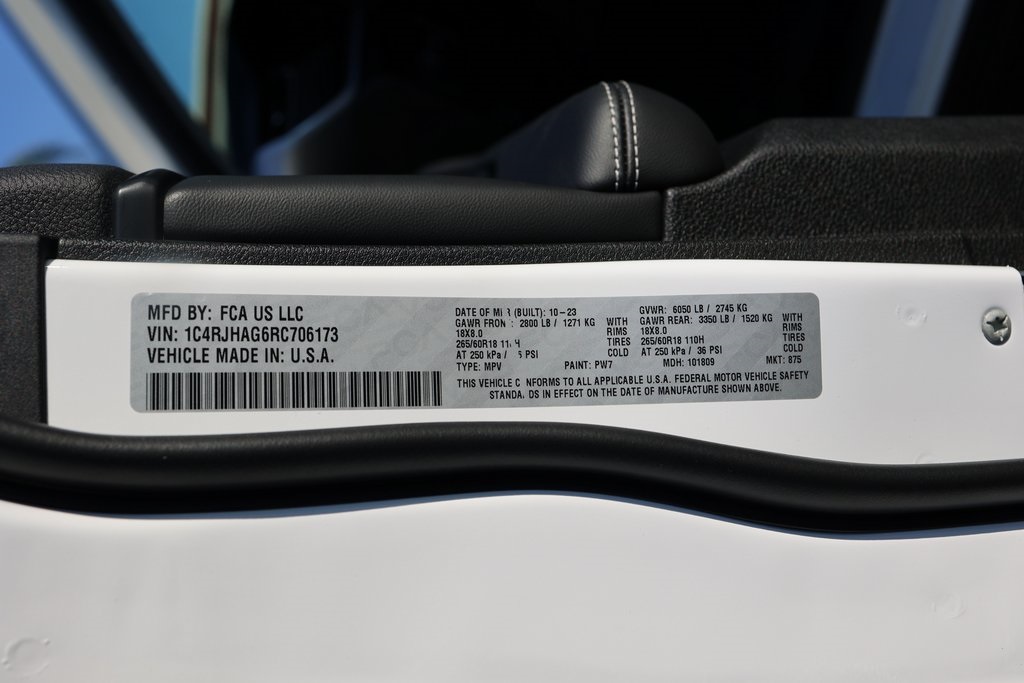 MFD BY: FCA US LLC
VIN: 1C4RJHAG6RC706173
VEHICLE MADE IN: U.S.A.
DATE OF (BUILT): 10-23
GAWR 2800 LB / 1271 KG
18X8.0
265/60R18
AT 250 kPa / PSI
TYPE: MPV
WITH
RIMS
TIRES
COLD
PAINT: PW7
GVWR: 6050 LB / 2745 KG
GAWR REAR: 3350 LB / 1520 KG
18X8.0
265/60R18 110H
AT 250 kPa / 36 PSI
MDH: 101809
WITH
RIMS
TIRES
COLD
MKT: 875
THIS VEHICLE TO ALL APPLICABLE U.S.A. FEDERAL MOTOR VEHICLE SAFETY
IN EFFECT ON THE DATE OF MANUFACTURE SHOWN ABOVE.